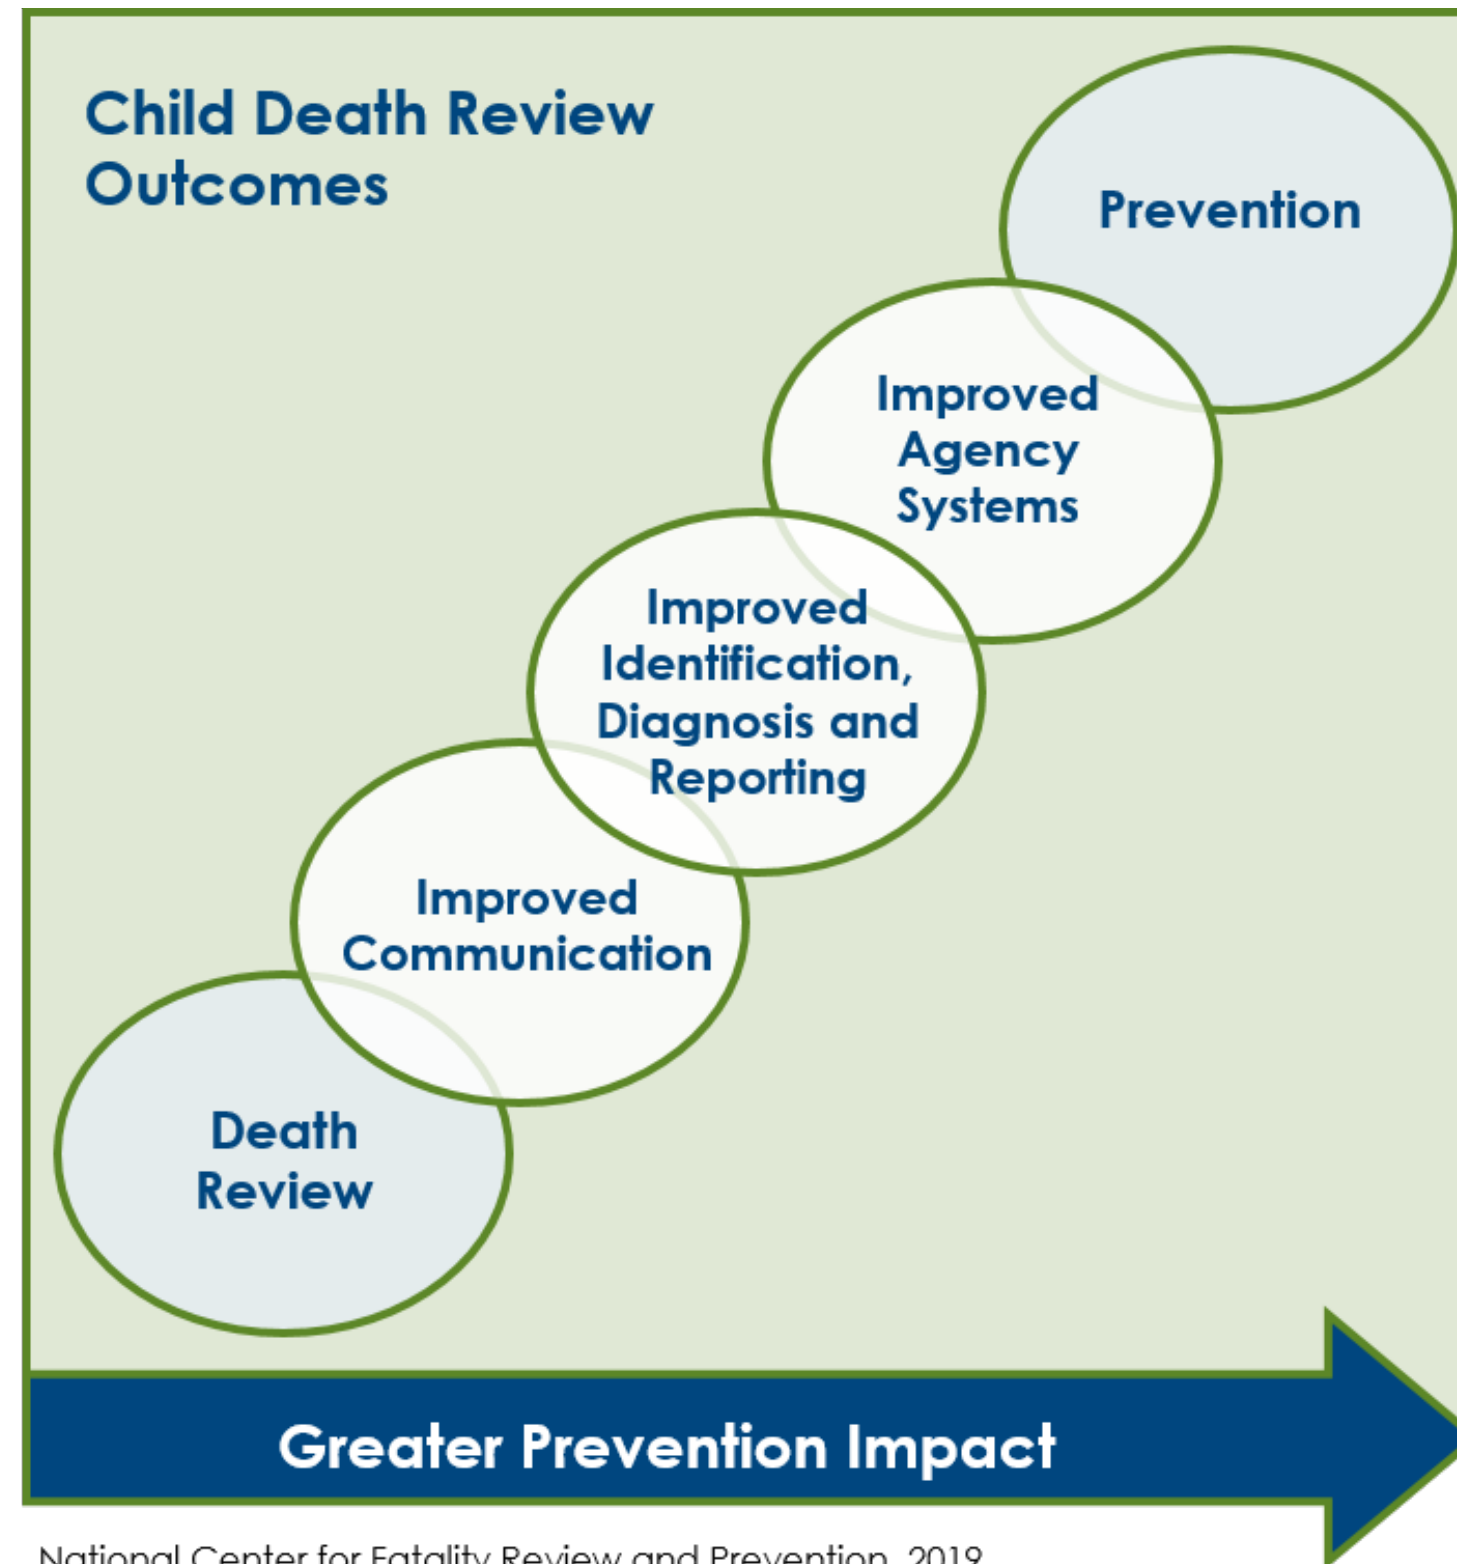 Child Death Review
Outcomes
Prevention
Improved
Agency
Systems
Improved
Identification,
Diagnosis and
Reporting
Improved
Communication
Death
Review
Greater Prevention Impact
National Center for Fatality Review and Prevention, 2019